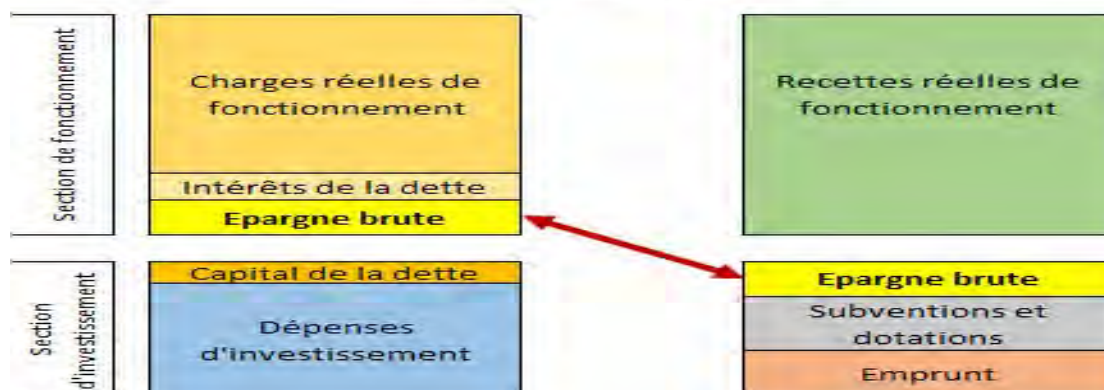 Section de fonctionnement
Charges réelles de
fonctionnement
Intérêts de la dette
Epargne brute
Recettes réelles de
fonctionnement
Section
d'investissement
Capital de la dette
Dépenses
d'investissement
Epargne brute
Subventions et
dotations
Emprunt